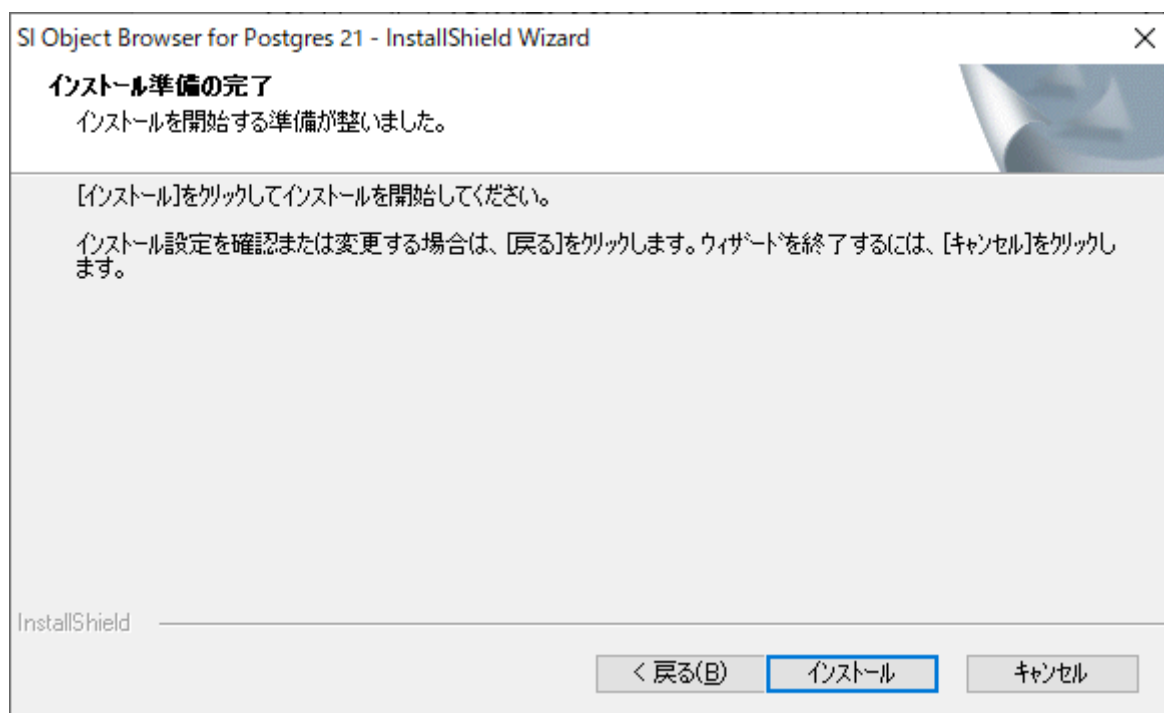 SI Object Browser for Postgres 21 - InstallShield Wizard
インストール準備の完了
インストールを開始する準備が整いました。
[インストール]をクリックしてインストールを開始してください。
インストール設定を確認または変更する場合は、[戻る]をクリックします。ウィザードを終了するには、[キャンセル]をクリックし
ます。
InstallShield
< 戻る(B)
インストール
キャンセル